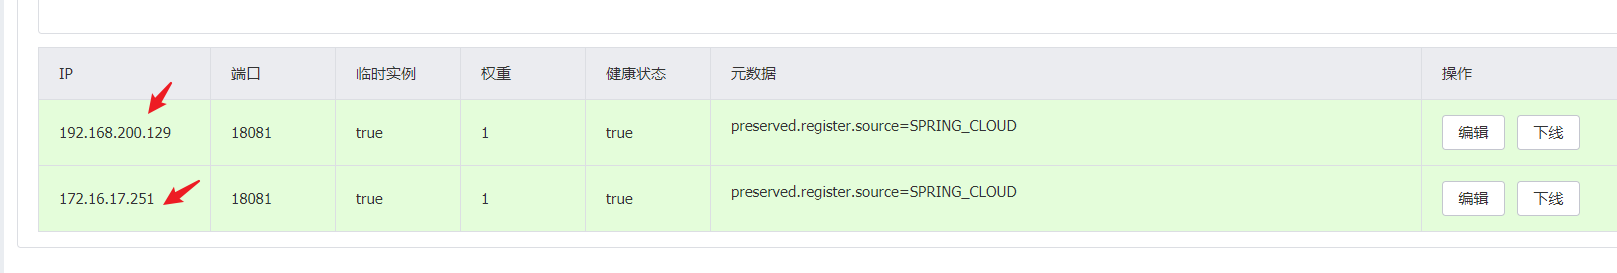 IP 端口 临时实例 权重 健康状态 元数据 操作
192.168.200.129 18081 true 1 true preserved.register.source=SPRING_CLOUD 编辑 下线
172.16.17.251 18081 true 1 true preserved.register.source=SPRING_CLOUD 编辑 下线